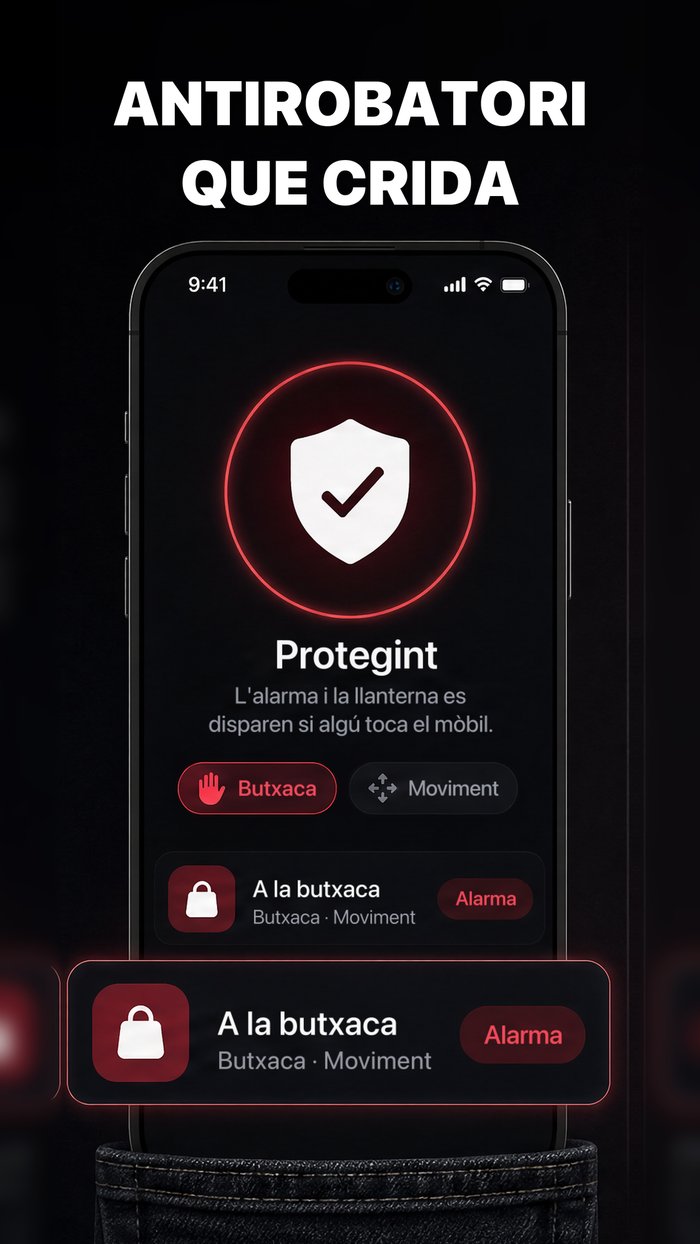 ANTIROBATORI
QUE CRIDA
9:41
Protegint
L'alarma i la llanterna es
disparen si algú toca el mòbil.
Butxaca
Moviment
A la butxaca
Butxaca · Moviment
Alarma
A la butxaca
Butxaca · Moviment
Alarma